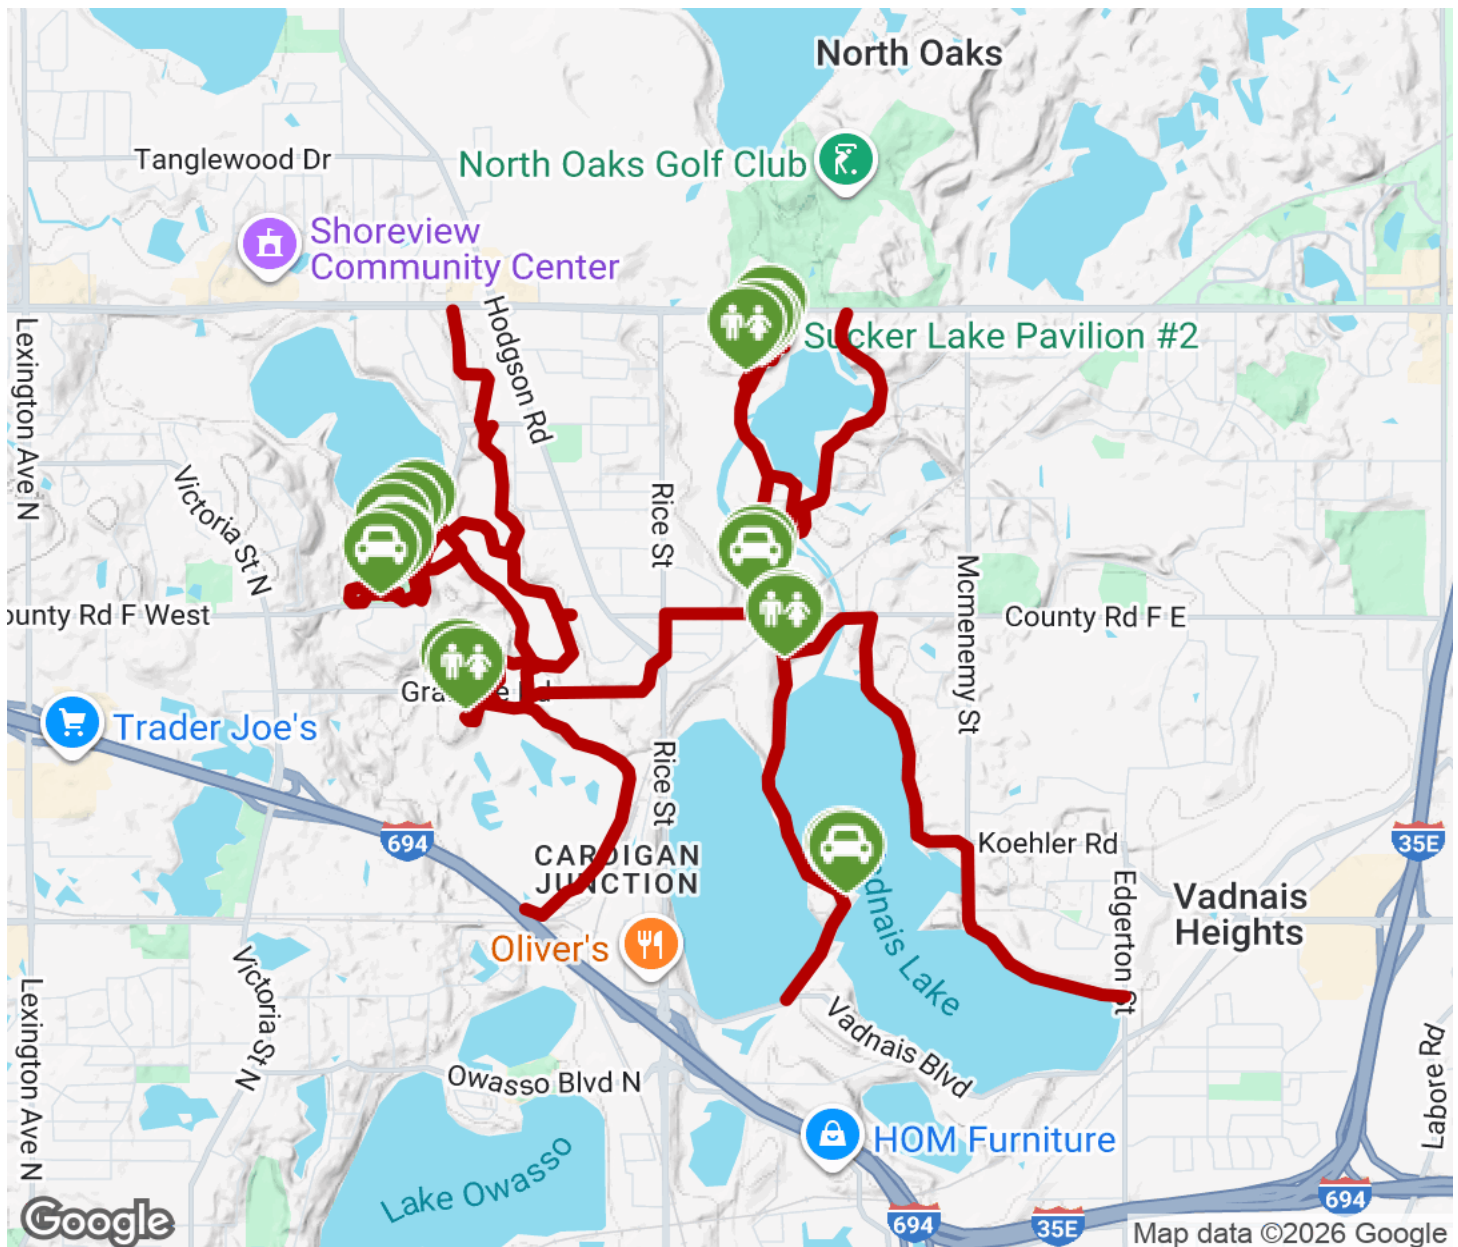 North Oaks
Tanglewood Dr
North Oaks Golf Club
Shoreview
Community Center
Hodgson Rd
Sucker Lake Pavilion #2
Lexington Ave N
Victoria St N
Rice St
Mcmenemy St
ounty Rd F West
County Rd F E
Trader Joe's
Rice St
694
CARDIGAN
JUNCTION
Koehler Rd
35E
Edgerton St
Vadnais
Heights
Oliver's
Lake
Victoria St N
Lexington Ave N
Vadnais Blvd
Owasso Blvd N
Labore Rd
HOM Furniture
Lake Owasso
694
694
35E
Google
Map data ©2026 Google